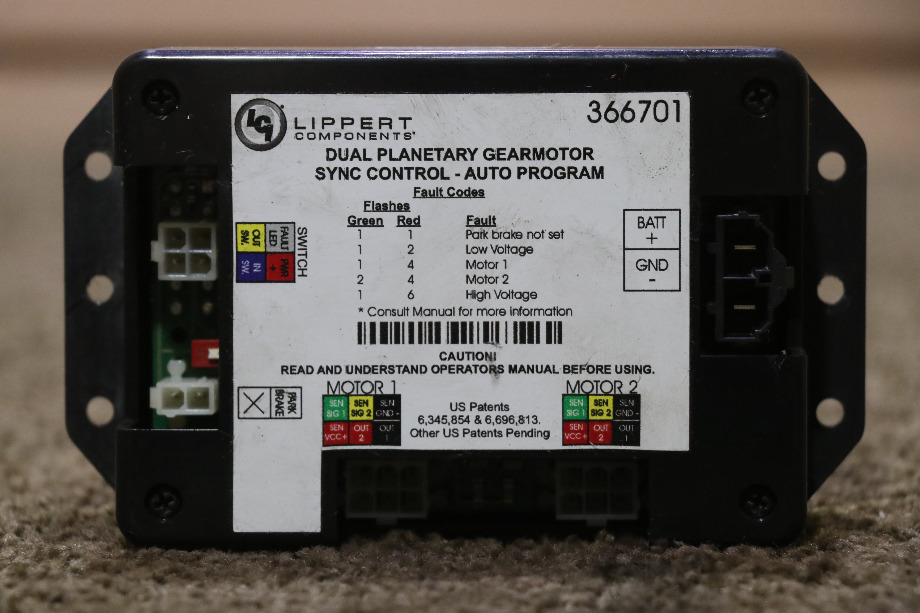 LCI
LIPPERT
COMPONENTS
366701
DUAL PLANETARY GEARMOTOR
SYNC CONTROL - AUTO PROGRAM
Fault Codes
Flashes
Green Red Fault
1 1 Park brake not set
1 2 Low Voltage
1 4 Motor 1
2 4 Motor 2
1 6 High Voltage
* Consult Manual for more information
CAUTION!
READ AND UNDERSTAND OPERATORS MANUAL BEFORE USING.
SWITCH
FAULT LED
OUT SW.
PWR +
IN SW.
BATT
+
GND
-
PARK BRAKE
MOTOR 1
SEN SIG 1
SEN SIG 2
SEN GND -
SEN VCC+
OUT 2
OUT 1
US Patents
6,345,854 & 6,696,813.
Other US Patents Pending
MOTOR 2
SEN SIG 1
SEN SIG 2
SEN GND -
SEN VCC+
OUT 2
OUT 1